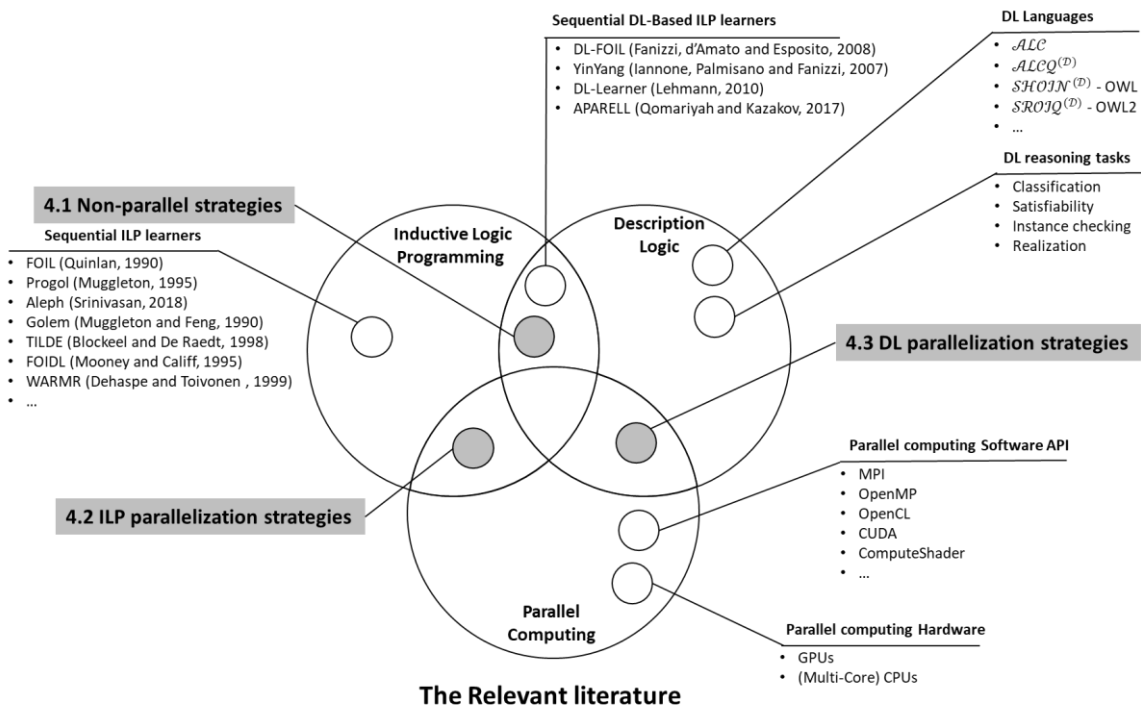 Sequential DL-Based ILP learners
• DL-FOIL (Fanizzi, d'Amato and Esposito, 2008)
• YinYang (Iannone, Palmisano and Fanizzi, 2007)
• DL-Learner (Lehmann, 2010)
• APARELL (Qomariyah and Kazakov, 2017)
DL Languages
• 𝒜ℒ𝒞
• 𝒜ℒ𝒞𝒬(𝒟)
• 𝒮ℋ𝒪ℐ𝒩(𝒟) - OWL
• 𝒮ℛ𝒪ℐ𝒬(𝒟) - OWL2
• ...
DL reasoning tasks
• Classification
• Satisfiability
• Instance checking
• Realization
4.1 Non-parallel strategies
Sequential ILP learners
• FOIL (Quinlan, 1990)
• Progol (Muggleton, 1995)
• Aleph (Srinivasan, 2018)
• Golem (Muggleton and Feng, 1990)
• TILDE (Blockeel and De Raedt, 1998)
• FOIDL (Mooney and Califf, 1995)
• WARMR (Dehaspe and Toivonen , 1999)
• ...
Inductive Logic
Programming
Description
Logic
4.3 DL parallelization strategies
4.2 ILP parallelization strategies
Parallel computing Software API
• MPI
• OpenMP
• OpenCL
• CUDA
• ComputeShader
• ...
Parallel
Computing
Parallel computing Hardware
• GPUs
• (Multi-Core) CPUs
The Relevant literature